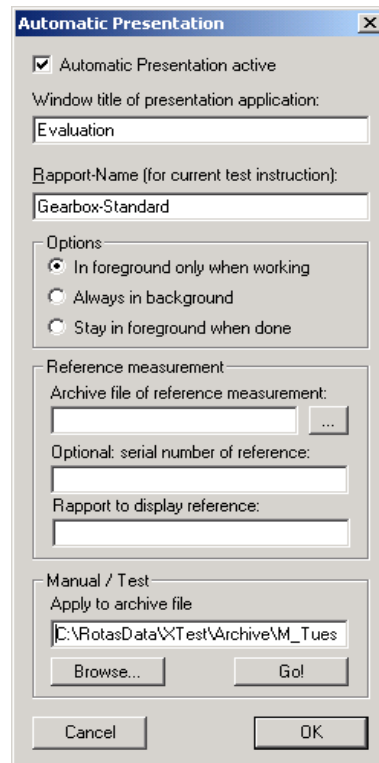 Automatic Presentation
Automatic Presentation active
Window title of presentation application:
Evaluation
Rapport-Name (for current test instruction):
Gearbox-Standard
Options
In foreground only when working
Always in background
Stay in foreground when done
Reference measurement
Archive file of reference measurement:
...
Optional: serial number of reference:
Rapport to display reference:
Manual / Test
Apply to archive file
C:\RotasData\XTest\Archive\M_Tues
Browse... Go!
Cancel OK